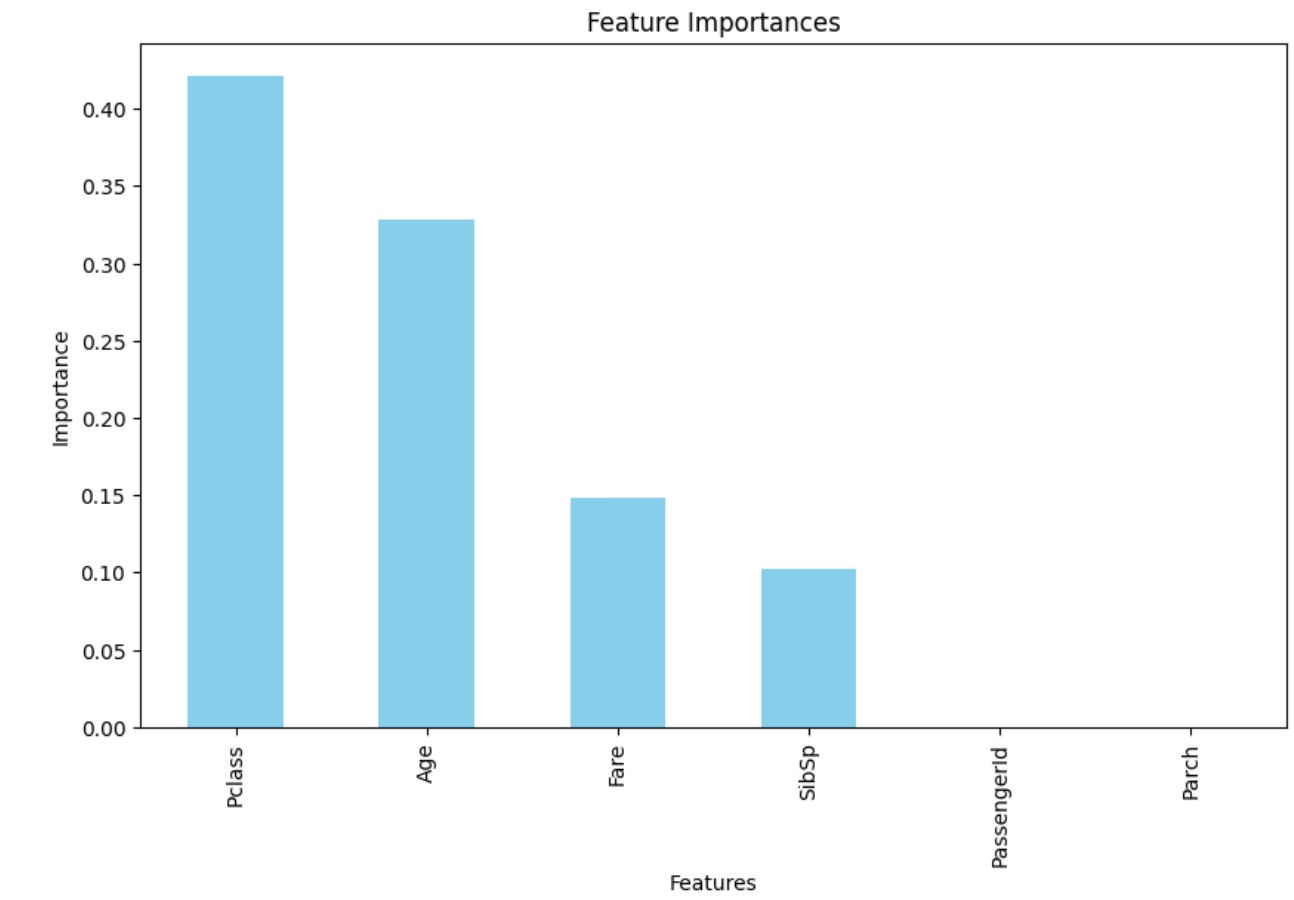 Feature Importances
Importance
0.40
0.35
0.30
0.25
0.20
0.15
0.10
0.05
0.00
Pclass
Age
Fare
SibSp
PassengerId
Parch
Features